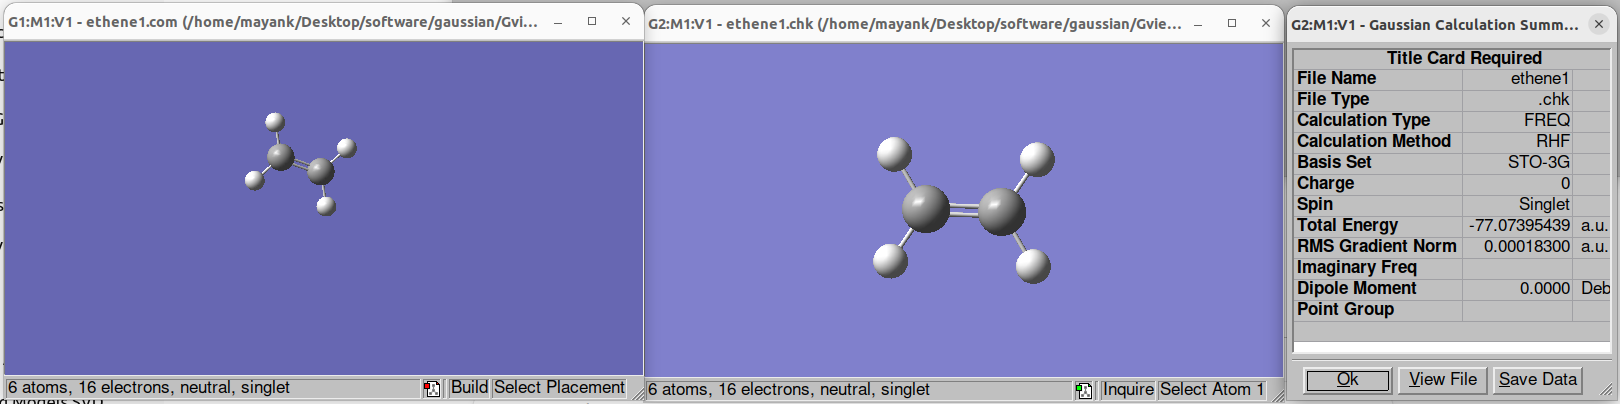 G1:M1:V1 - ethene1.com (/home/mayank/Desktop/software/gaussian/Gvi...
6 atoms, 16 electrons, neutral, singlet
Build
Select Placement
G2:M1:V1 - ethene1.chk (/home/mayank/Desktop/software/gaussian/Gvie...
6 atoms, 16 electrons, neutral, singlet
Inquire
Select Atom 1
G2:M1:V1 - Gaussian Calculation Summ...
Title Card Required
File Name ethene1
File Type .chk
Calculation Type FREQ
Calculation Method RHF
Basis Set STO-3G
Charge 0
Spin Singlet
Total Energy -77.07395439 a.u.
RMS Gradient Norm 0.00018300 a.u.
Imaginary Freq
Dipole Moment 0.0000 Deb
Point Group
Ok
View File
Save Data